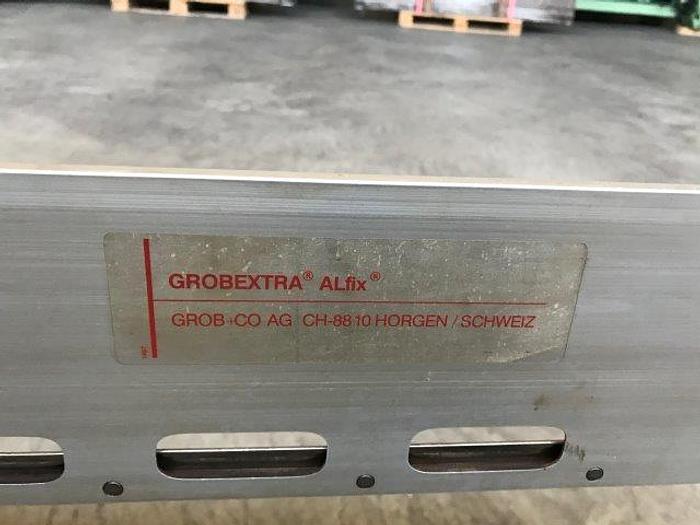 GROBEXTRA® ALfix®
GROB+CO AG CH-8810 HORGEN / SCHWEIZ